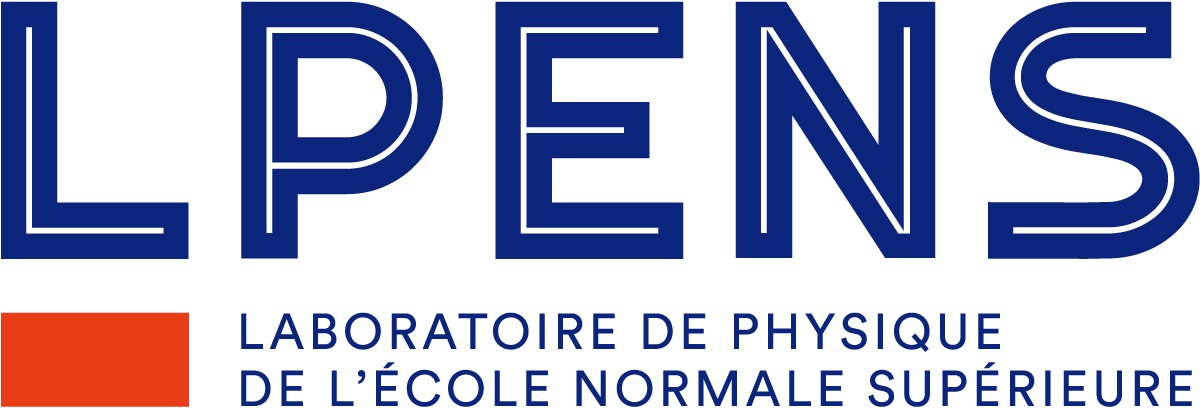 LPENS
LABORATOIRE DE PHYSIQUE
DE L’ÉCOLE NORMALE SUPÉRIEURE